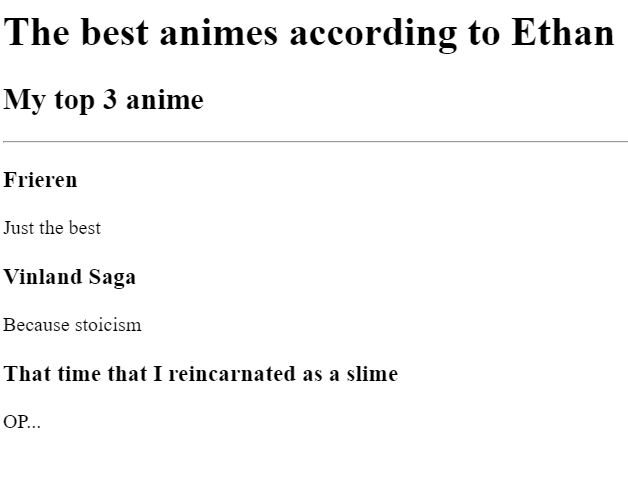 The best animes according to Ethan
My top 3 anime
Frieren
Just the best
Vinland Saga
Because stoicism
That time that I reincarnated as a slime
OP...